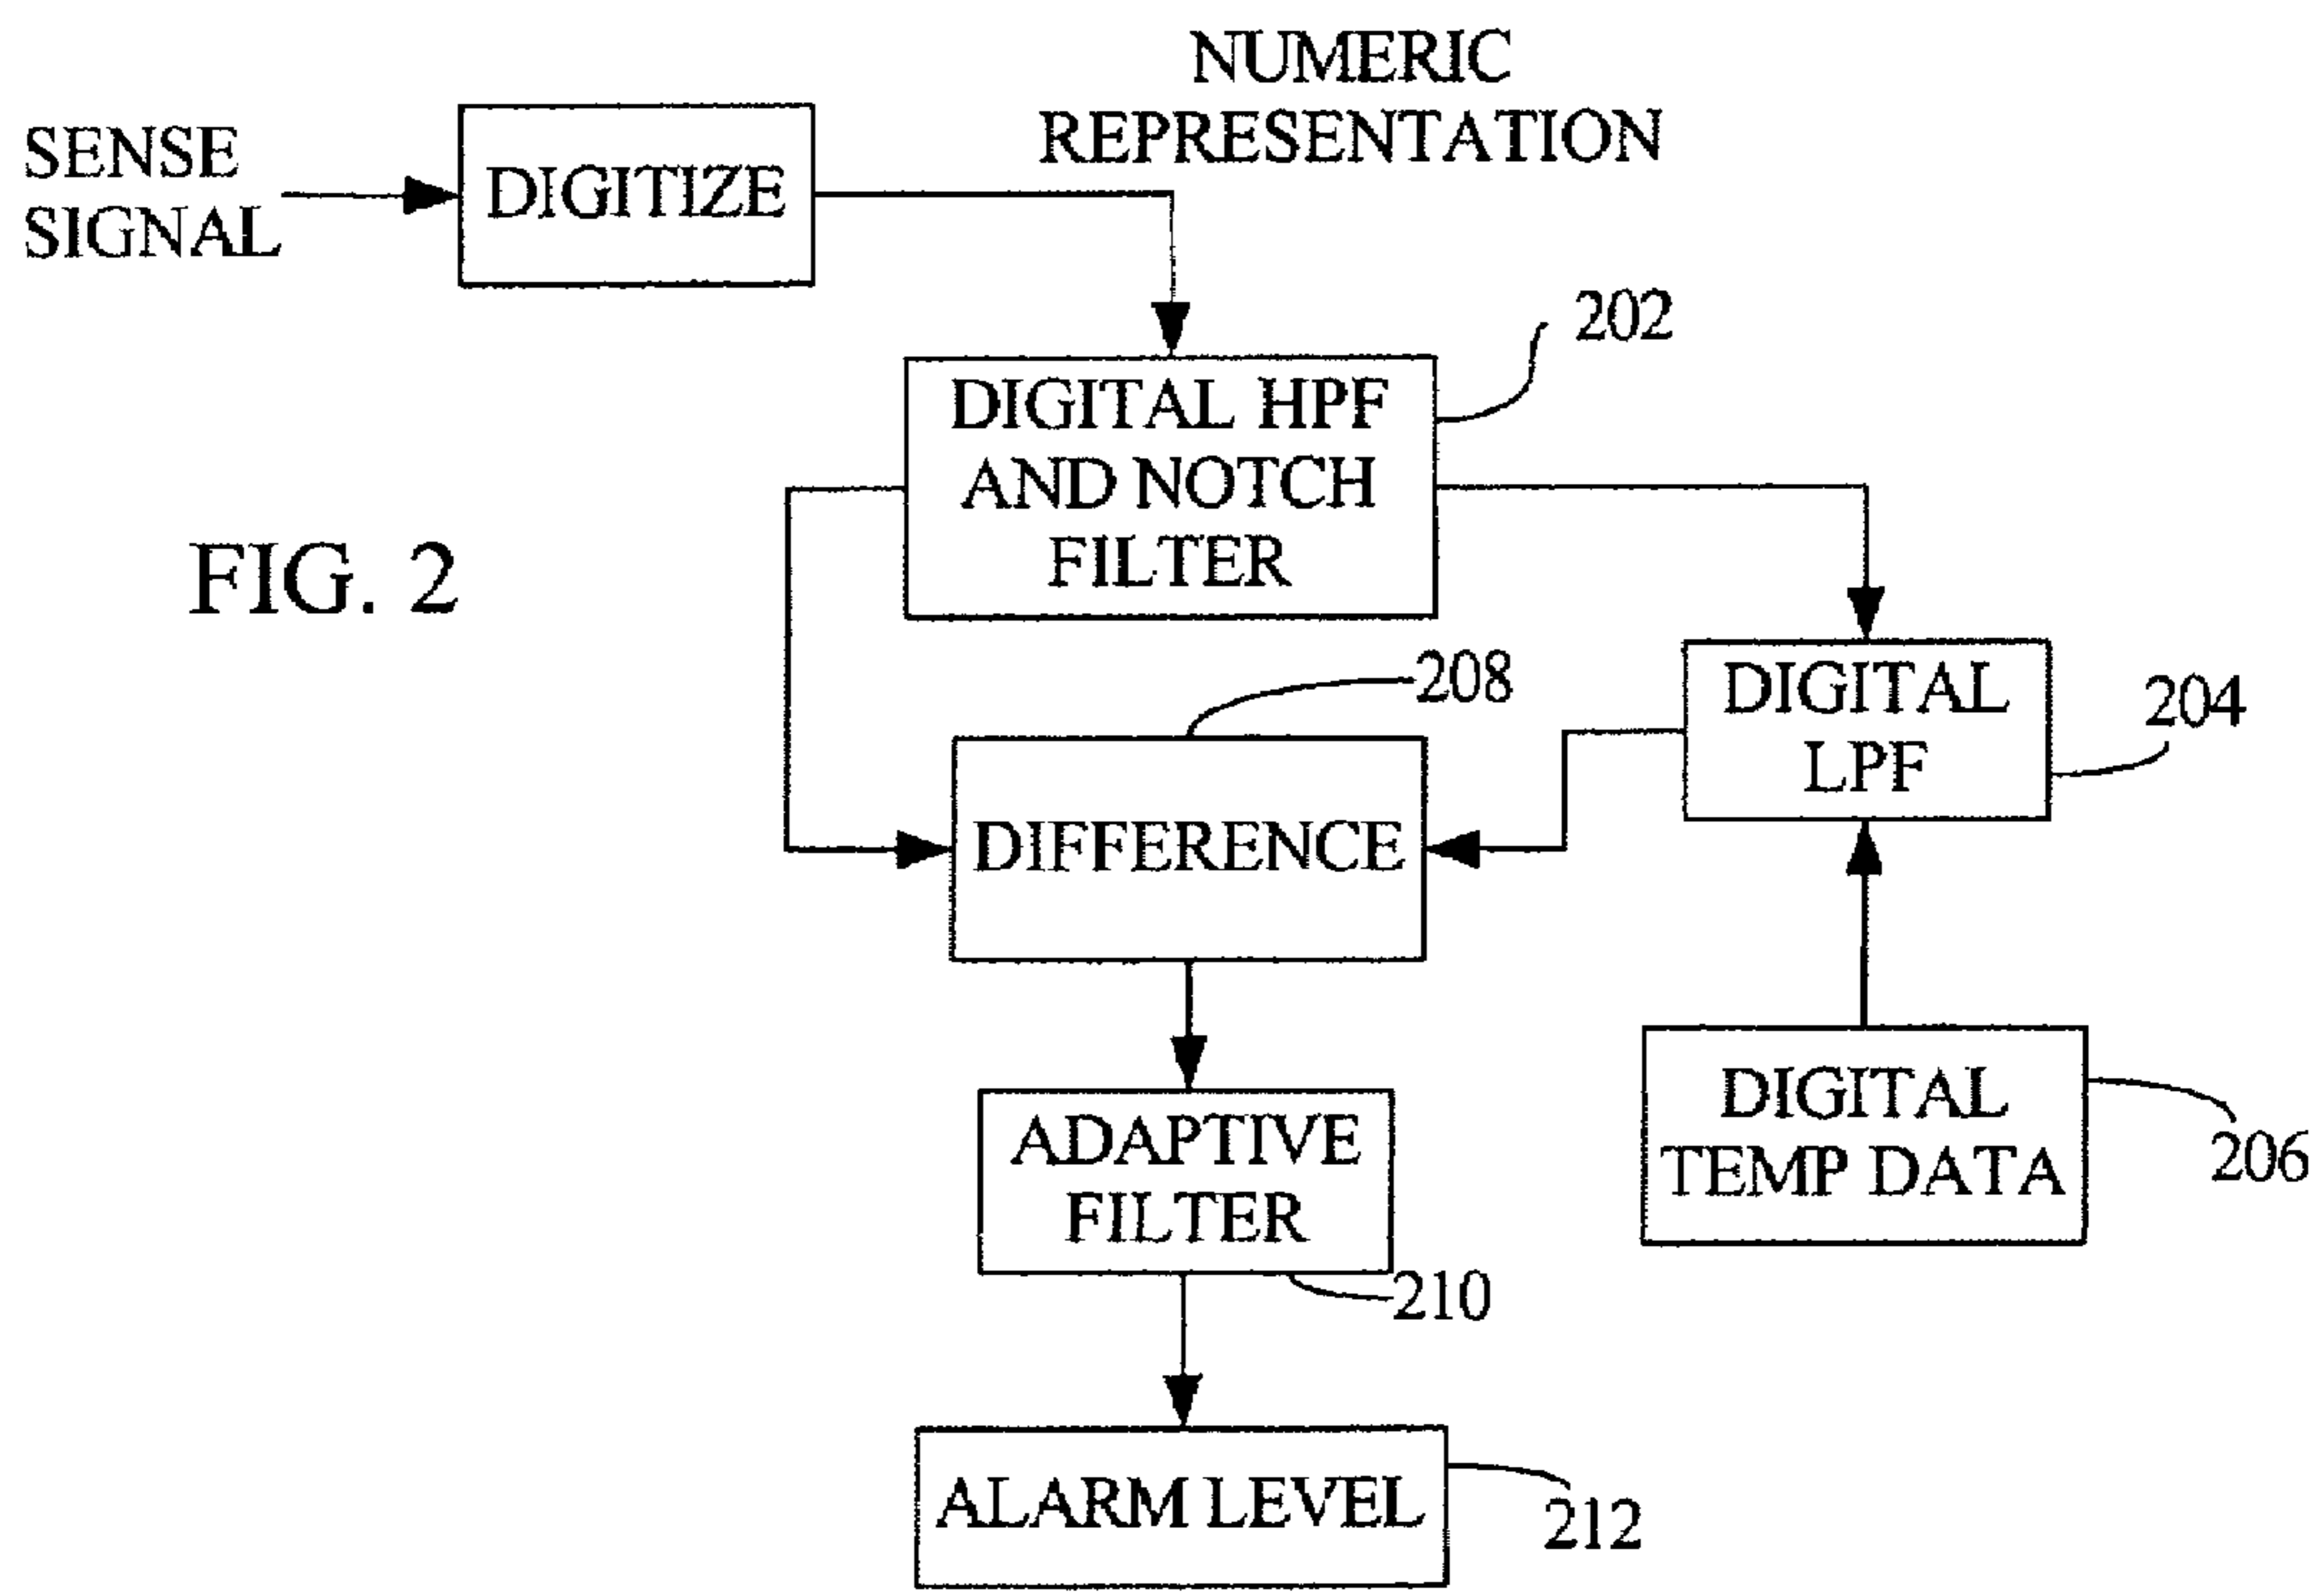 NUMERIC
REPRESENTATION
SENSE
SIGNAL
DIGITIZE
202
DIGITAL HPF
AND NOTCH
FILTER
FIG. 2
208
DIGITAL
LPF
204
DIFFERENCE
DIGITAL
TEMP DATA
206
ADAPTIVE
FILTER
210
ALARM LEVEL
212